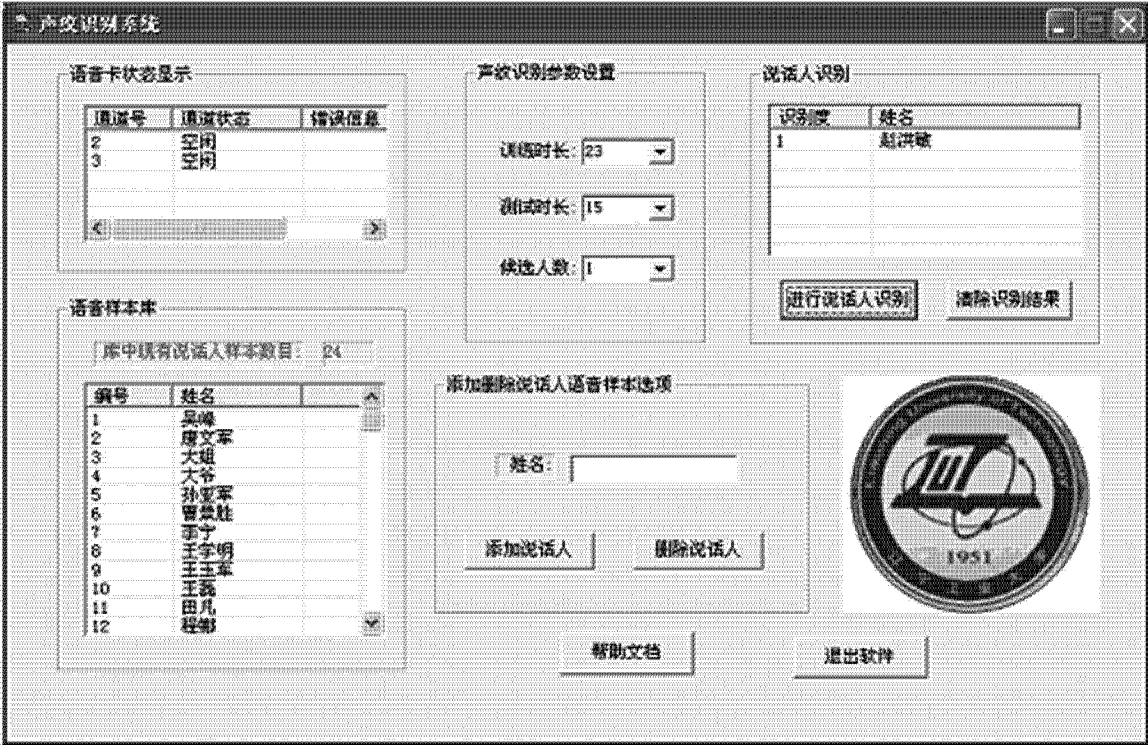 声纹识别系统
语音卡状态显示
通道号 通道状态 错误信息
2 空闲
3 空闲
声纹识别参数设置
训练时长: 23
测试时长: 15
候选人数: 1
说话人识别
识别度 姓名
1 赵洪敏
进行说话人识别 清除识别结果
语音样本库
库中现有说话人样本数目: 24
编号 姓名
1 吴峰
2 唐文军
3 大姐
4 大爷
5 孙亚军
6 曹景胜
7 李宁
8 王学明
9 王玉军
10 王磊
11 田凡
12 程娜
添加删除说话人语音样本选项
姓名:
添加说话人 删除说话人
1951
帮助文档 退出软件